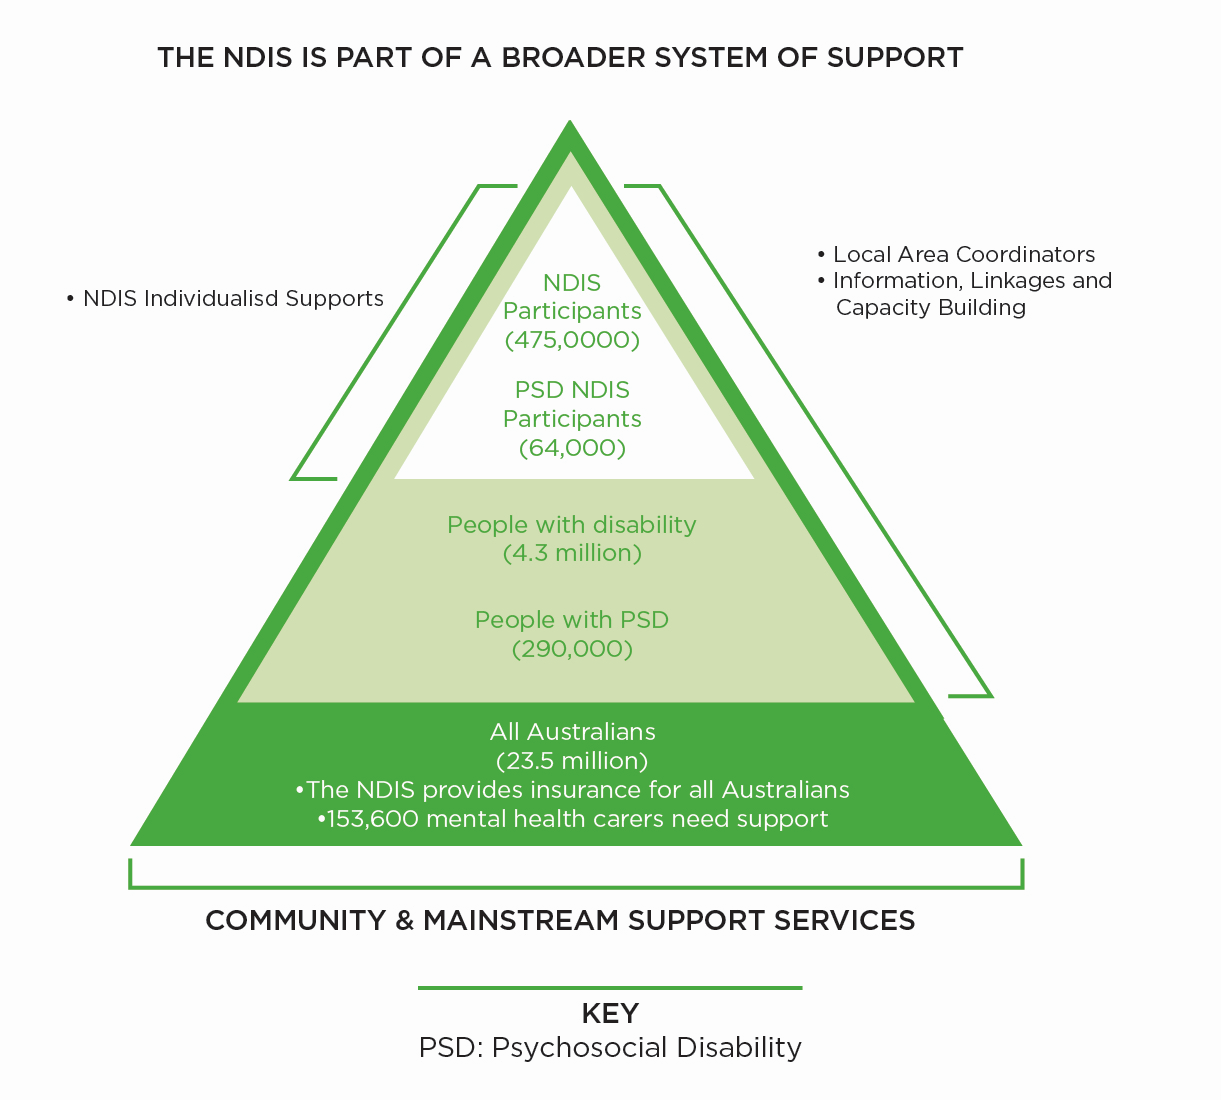 THE NDIS IS PART OF A BROADER SYSTEM OF SUPPORT
• NDIS Individualisd Supports
• Local Area Coordinators
• Information, Linkages and
Capacity Building
NDIS
Participants
(475,0000)
PSD NDIS
Participants
(64,000)
People with disability
(4.3 million)
People with PSD
(290,000)
All Australians
(23.5 million)
•The NDIS provides insurance for all Australians
•153,600 mental health carers need support
COMMUNITY & MAINSTREAM SUPPORT SERVICES
KEY
PSD: Psychosocial Disability